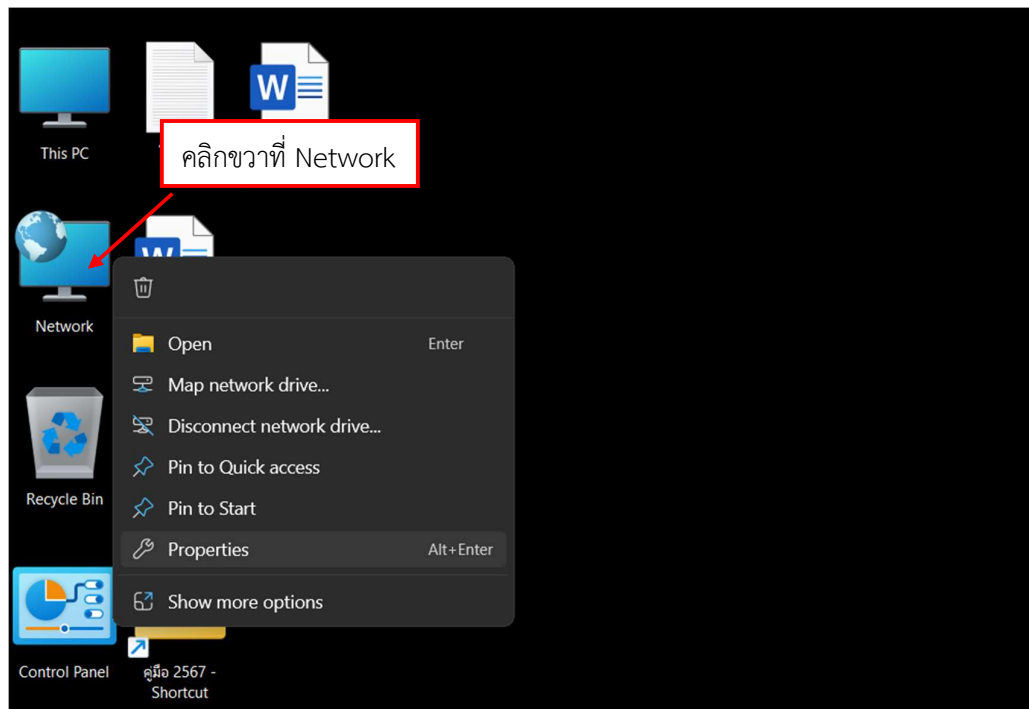 This PC
คลิกขวาที่ Network
Network
Open Enter
Map network drive...
Disconnect network drive...
Pin to Quick access
Pin to Start
Properties Alt+Enter
Show more options
Recycle Bin
Control Panel
คู่มือ 2567 -
Shortcut